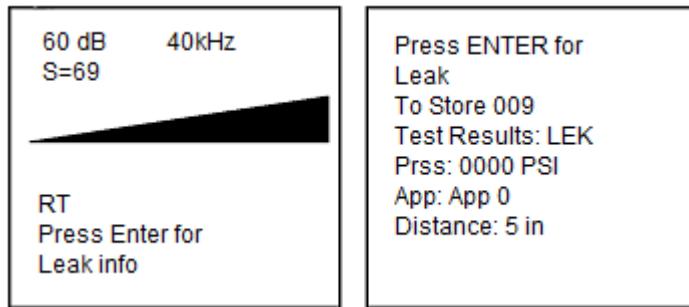 60 dB 40kHz
S=69
RT
Press Enter for
Leak info
Press ENTER for
Leak
To Store 009
Test Results: LEK
Prss: 0000 PSI
App: App 0
Distance: 5 in